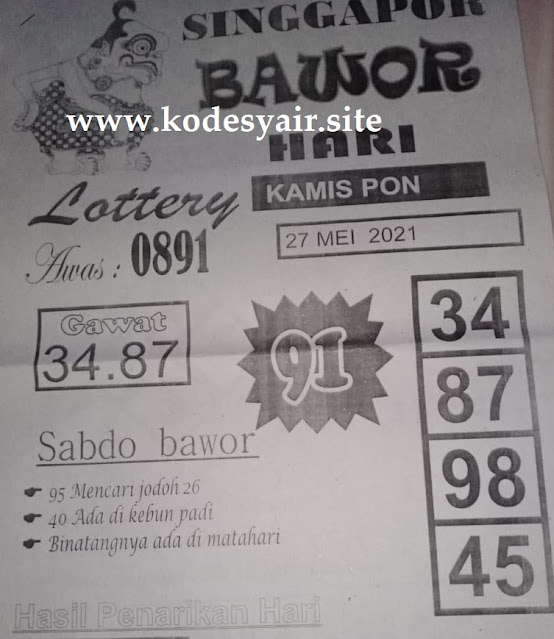 SINGGAPOR
BAWOR
www.kodesyair.site
HARI
Lottery
KAMIS PON
27 MEI 2021
Awas : 0891
Gawat
34.87
91
34
87
98
45
Sabdo bawor
95 Mencari jodoh 26
40 Ada di kebun padi
Binatangnya ada di matahari
Hasil Penarikan Hari